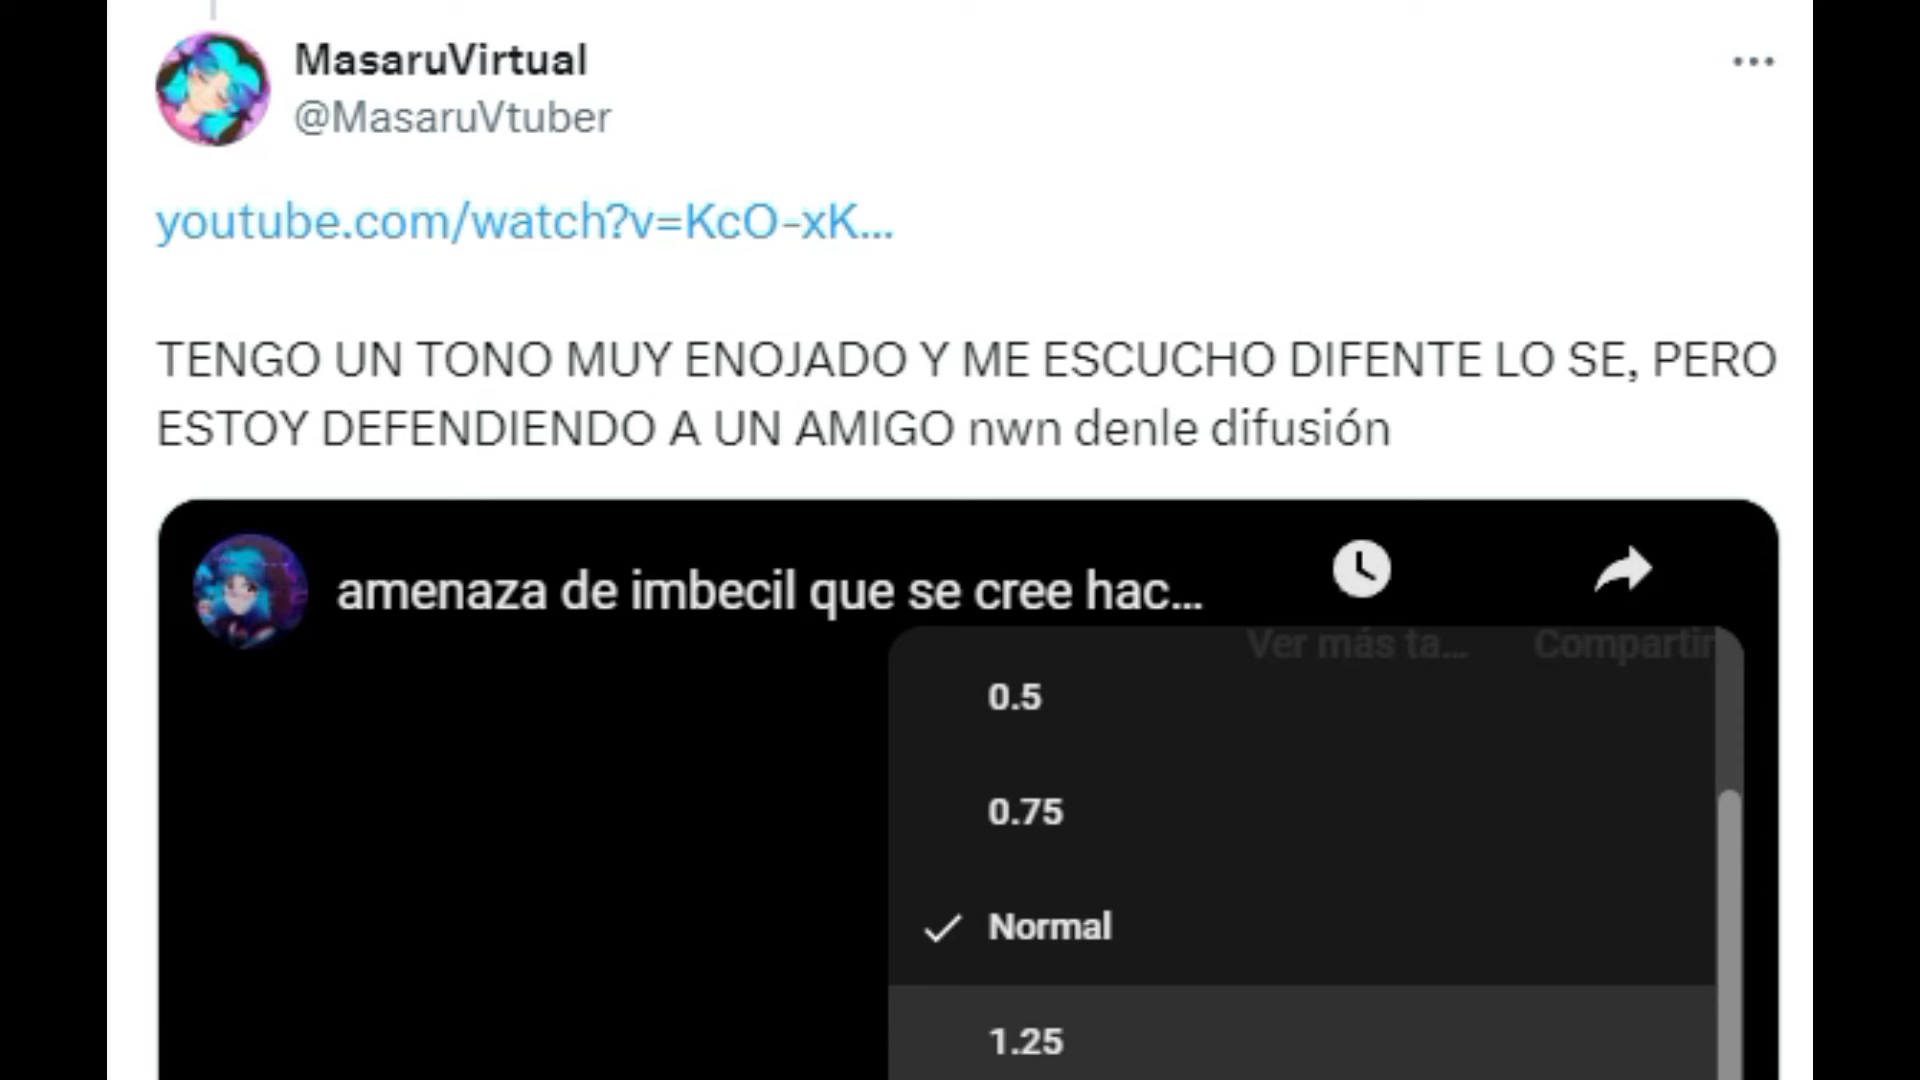 MasaruVirtual
@MasaruVtuber
youtube.com/watch?v=KcO-xK...
TENGO UN TONO MUY ENOJADO Y ME ESCUCHO DIFENTE LO SE, PERO
ESTOY DEFENDIENDO A UN AMIGO nwn denle difusión
amenaza de imbecil que se cree hac...
Ver más ta...
Compartir
0.5
0.75
Normal
1.25